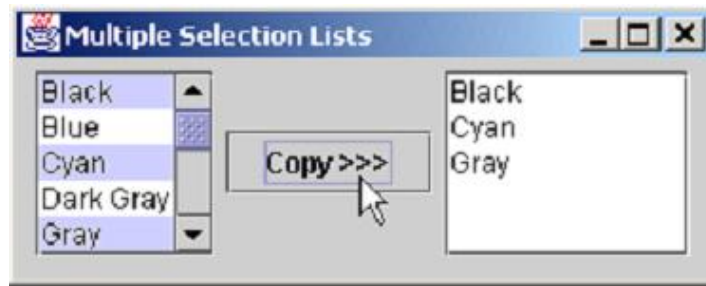 Multiple Selection Lists
Black
Blue
Cyan
Dark Gray
Gray
Copy>>>
Black
Cyan
Gray